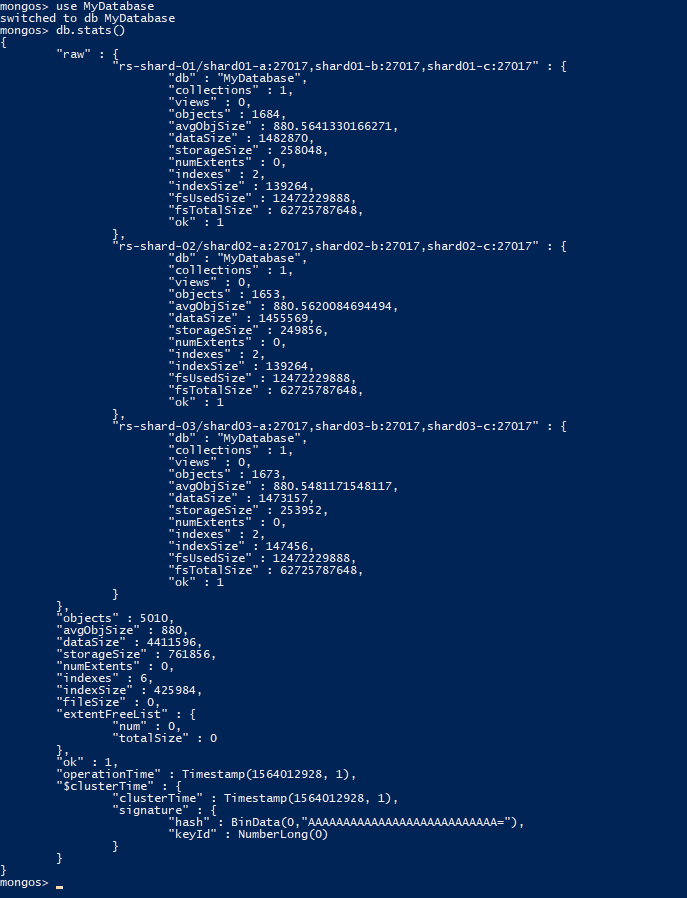 mongos> use MyDatabase
switched to db MyDatabase
mongos> db.stats()
{
        "raw" : {
                "rs-shard-01/shard01-a:27017,shard01-b:27017,shard01-c:27017" : {
                        "db" : "MyDatabase",
                        "collections" : 1,
                        "views" : 0,
                        "objects" : 1684,
                        "avgObjSize" : 880.5641330166271,
                        "dataSize" : 1482870,
                        "storageSize" : 258048,
                        "numExtents" : 0,
                        "indexes" : 2,
                        "indexSize" : 139264,
                        "fsUsedSize" : 12472229888,
                        "fsTotalSize" : 62725787648,
                        "ok" : 1
                },
                "rs-shard-02/shard02-a:27017,shard02-b:27017,shard02-c:27017" : {
                        "db" : "MyDatabase",
                        "collections" : 1,
                        "views" : 0,
                        "objects" : 1653,
                        "avgObjSize" : 880.5620084694494,
                        "dataSize" : 1455569,
                        "storageSize" : 249856,
                        "numExtents" : 0,
                        "indexes" : 2,
                        "indexSize" : 139264,
                        "fsUsedSize" : 12472229888,
                        "fsTotalSize" : 62725787648,
                        "ok" : 1
                },
                "rs-shard-03/shard03-a:27017,shard03-b:27017,shard03-c:27017" : {
                        "db" : "MyDatabase",
                        "collections" : 1,
                        "views" : 0,
                        "objects" : 1673,
                        "avgObjSize" : 880.5481171548117,
                        "dataSize" : 1473157,
                        "storageSize" : 253952,
                        "numExtents" : 0,
                        "indexes" : 2,
                        "indexSize" : 147456,
                        "fsUsedSize" : 12472229888,
                        "fsTotalSize" : 62725787648,
                        "ok" : 1
                }
        },
        "objects" : 5010,
        "avgObjSize" : 880,
        "dataSize" : 4411596,
        "storageSize" : 761856,
        "numExtents" : 0,
        "indexes" : 6,
        "indexSize" : 425984,
        "fileSize" : 0,
        "extentFreeList" : {
                "num" : 0,
                "totalSize" : 0
        },
        "ok" : 1,
        "operationTime" : Timestamp(1564012928, 1),
        "$clusterTime" : {
                "clusterTime" : Timestamp(1564012928, 1),
                "signature" : {
                        "hash" : BinData(0,"AAAAAAAAAAAAAAAAAAAAAAAAAAA="),
                        "keyId" : NumberLong(0)
                }
        }
}
mongos> _